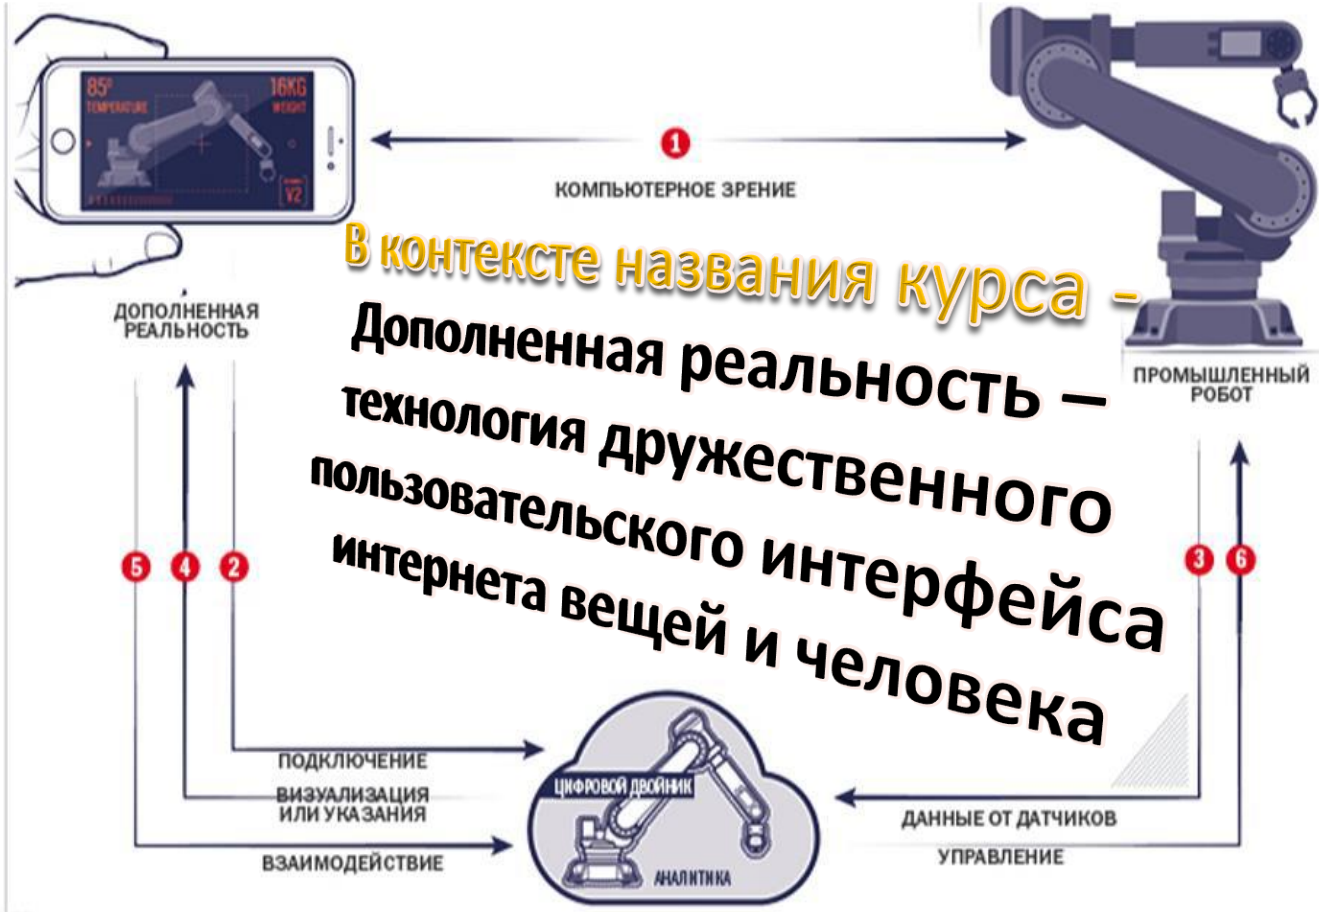 85°
TEMPERATURE
16KG
WEIGHT
V2
1
КОМПЬЮТЕРНОЕ ЗРЕНИЕ
В контексте названия курса -
ДОПОЛНЕННАЯ
РЕАЛЬНОСТЬ
Дополненная реальность –
технология дружественного
пользовательского интерфейса
интернета вещей и человека
ПРОМЫШЛЕННЫЙ
РОБОТ
5
4
2
3
6
ПОДКЛЮЧЕНИЕ
ВИЗУАЛИЗАЦИЯ
ИЛИ УКАЗАНИЯ
ВЗАИМОДЕЙСТВИЕ
ЦИФРОВОЙ ДВОЙНИК
АНАЛИТИКА
ДАННЫЕ ОТ ДАТЧИКОВ
УПРАВЛЕНИЕ